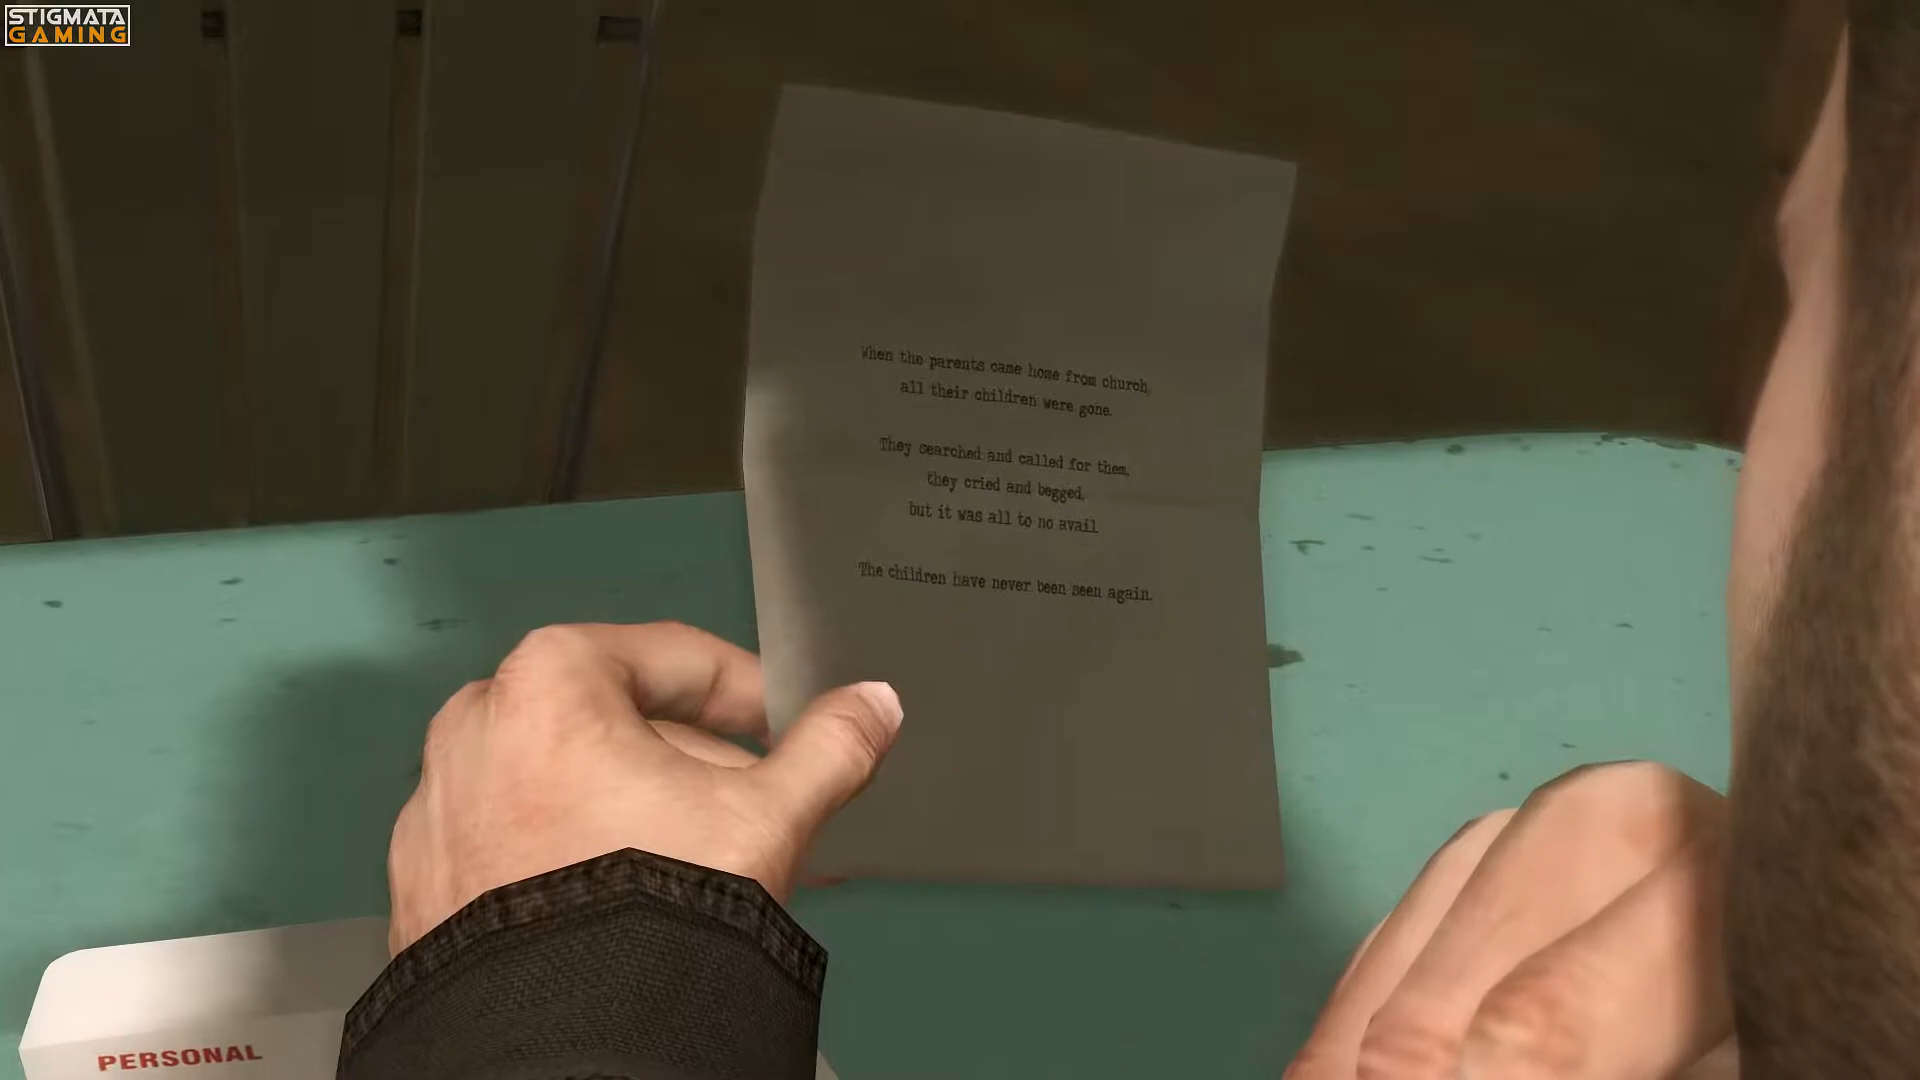 STIGMATA
GAMING
When the parents came home from church,
all their children were gone.
They searched and called for them,
they cried and begged,
but it was all to no avail.
The children have never been seen again.
PERSONAL